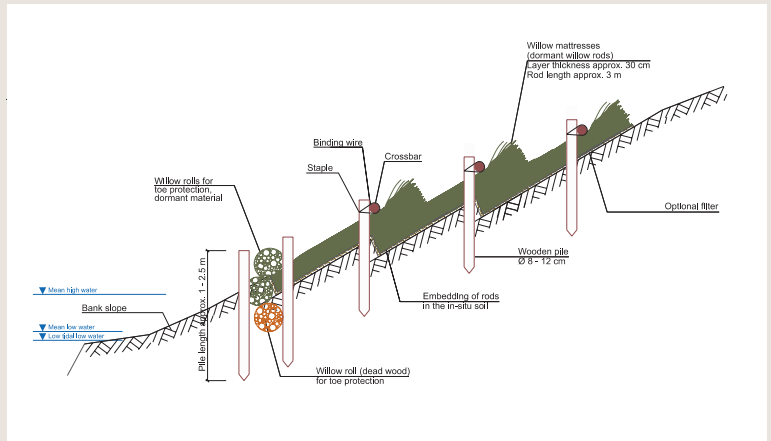 Willow mattresses
(dormant willow rods)
Layer thickness approx. 30 cm
Rod length approx. 3 m
Binding wire
Crossbar
Staple
Willow rolls for
toe protection,
dormant material
Optional filter
Wooden pile
Ø 8 - 12 cm
Pile length approx. 1 - 2.5 m
Mean high water
Embedding of rods
in the in-situ soil
Bank slope
Mean low water
Low tidal low water
Willow roll (dead wood)
for toe protection